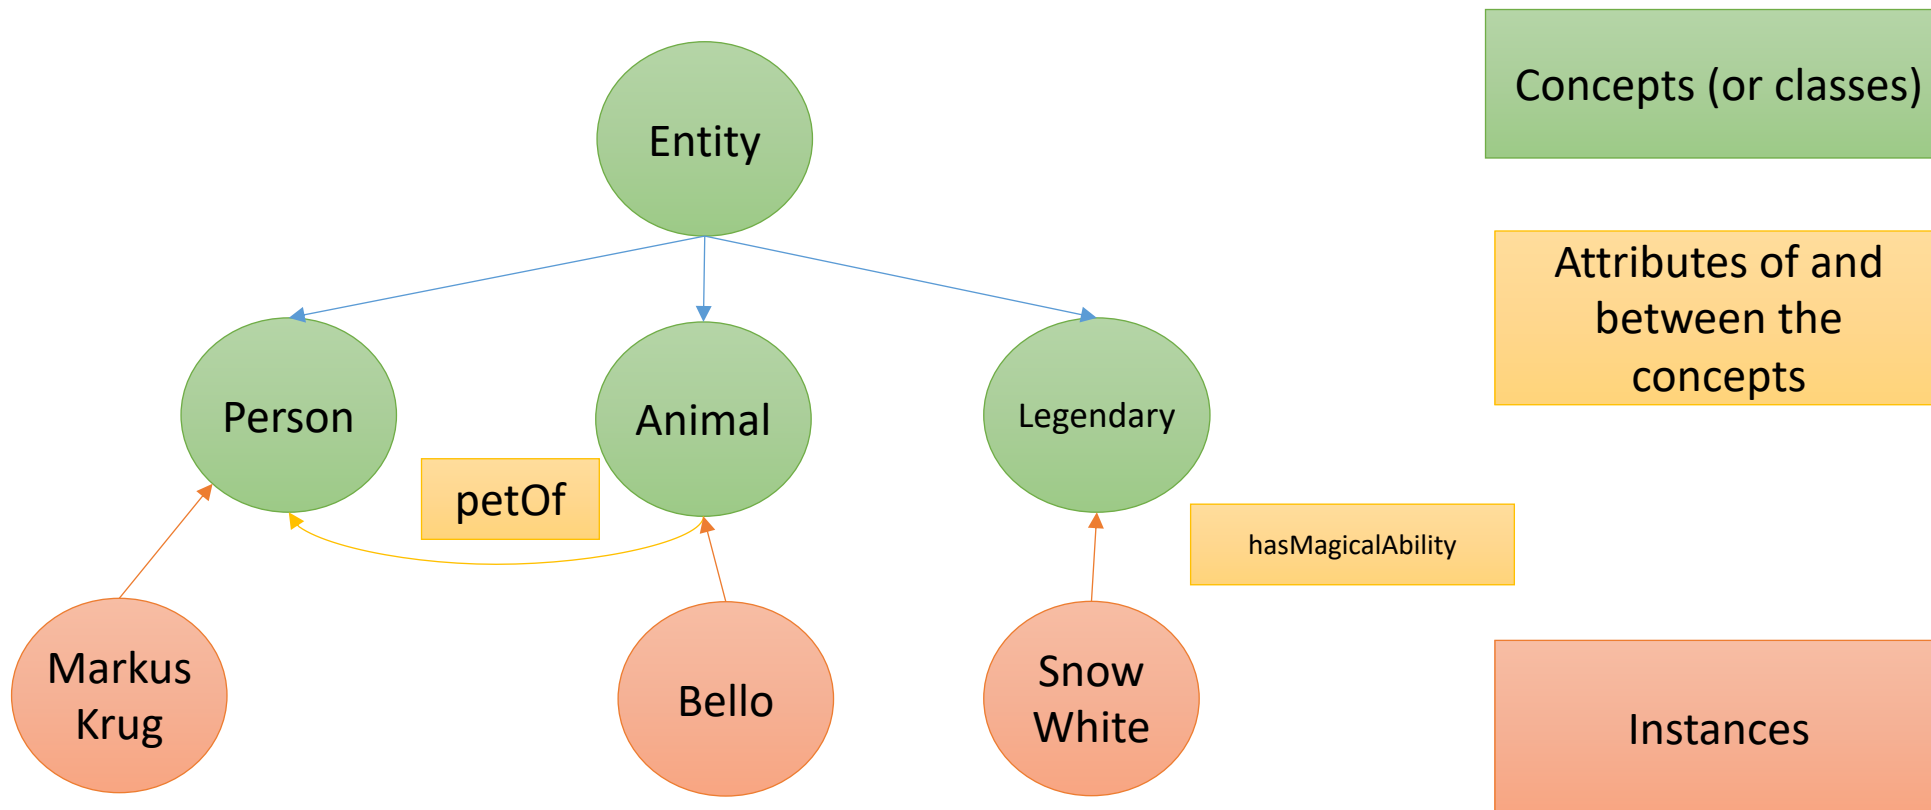 Entity
Person
Animal
Legendary
petOf
hasMagicalAbility
Markus
Krug
Bello
Snow
White
Concepts (or classes)
Attributes of and
between the
concepts
Instances